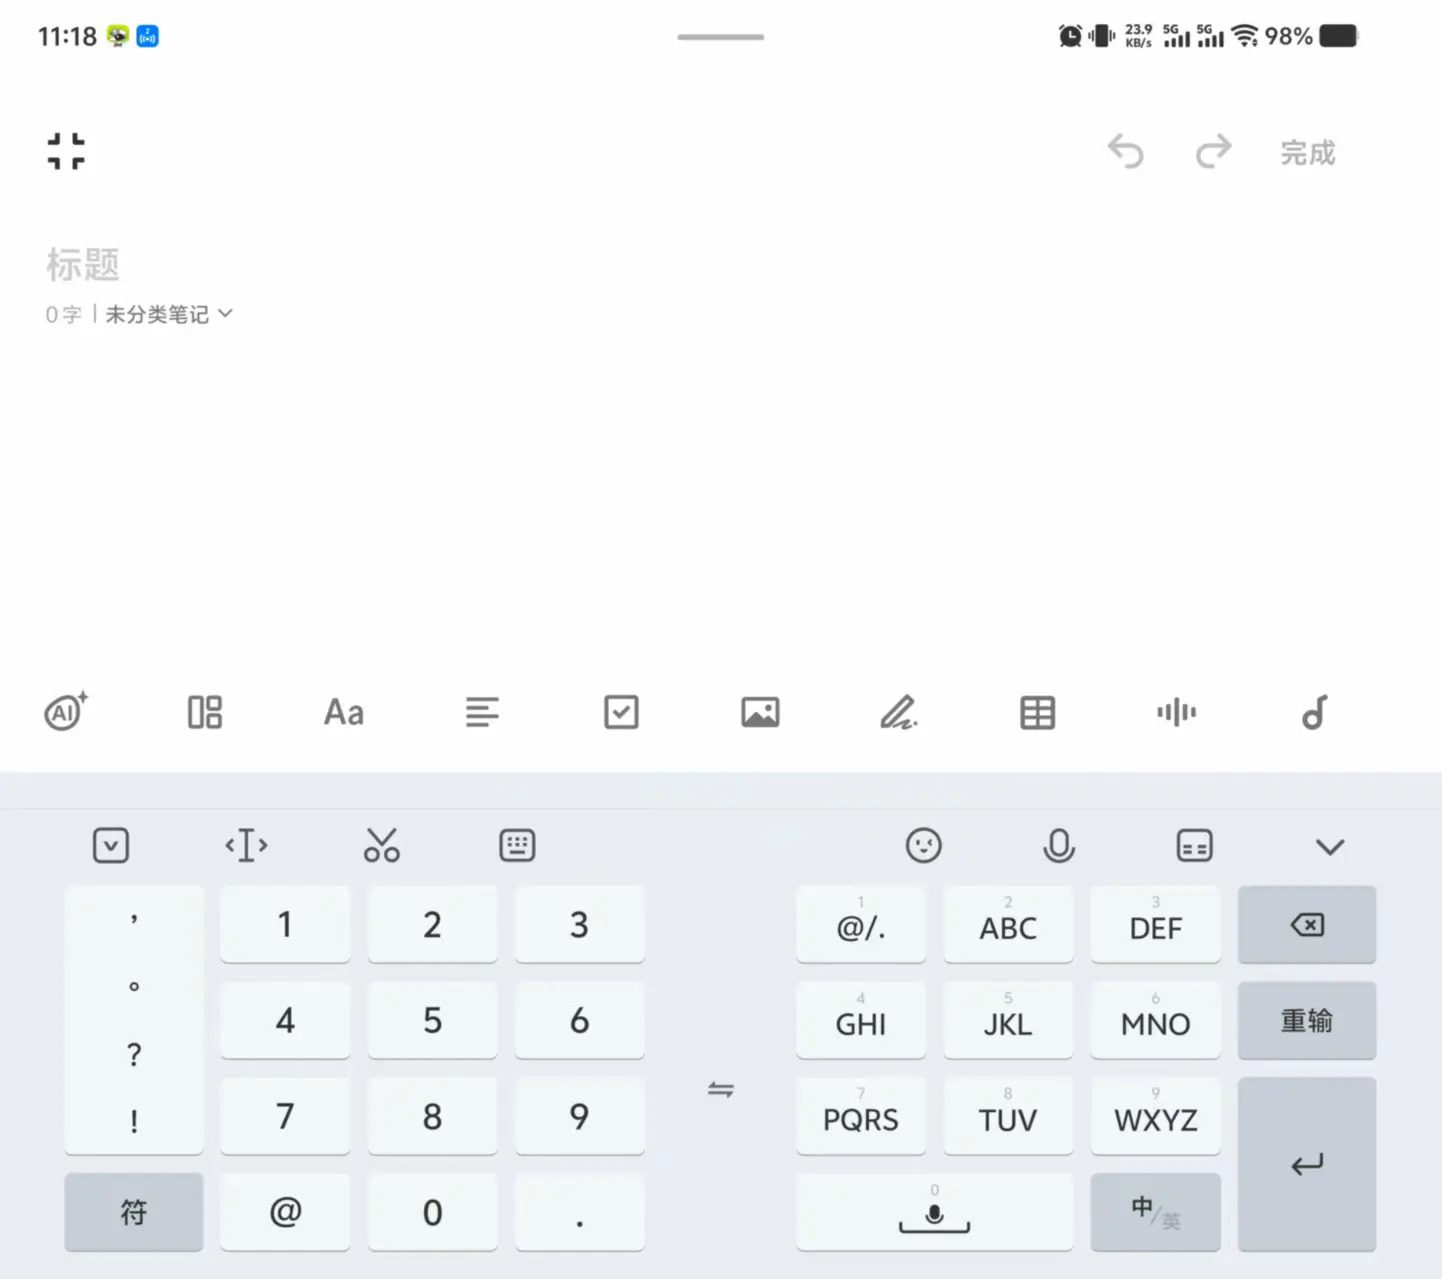 11:18
23.9 KB/s 5G 5G 98%
完成
标题
0字 | 未分类笔记
AI Aa
， 1 2 3
。 4 5 6
？ 7 8 9
！
符 @ 0 .
1 @/. 2 ABC 3 DEF
4 GHI 5 JKL 6 MNO 重输
7 PQRS 8 TUV 9 WXYZ
0 中/英